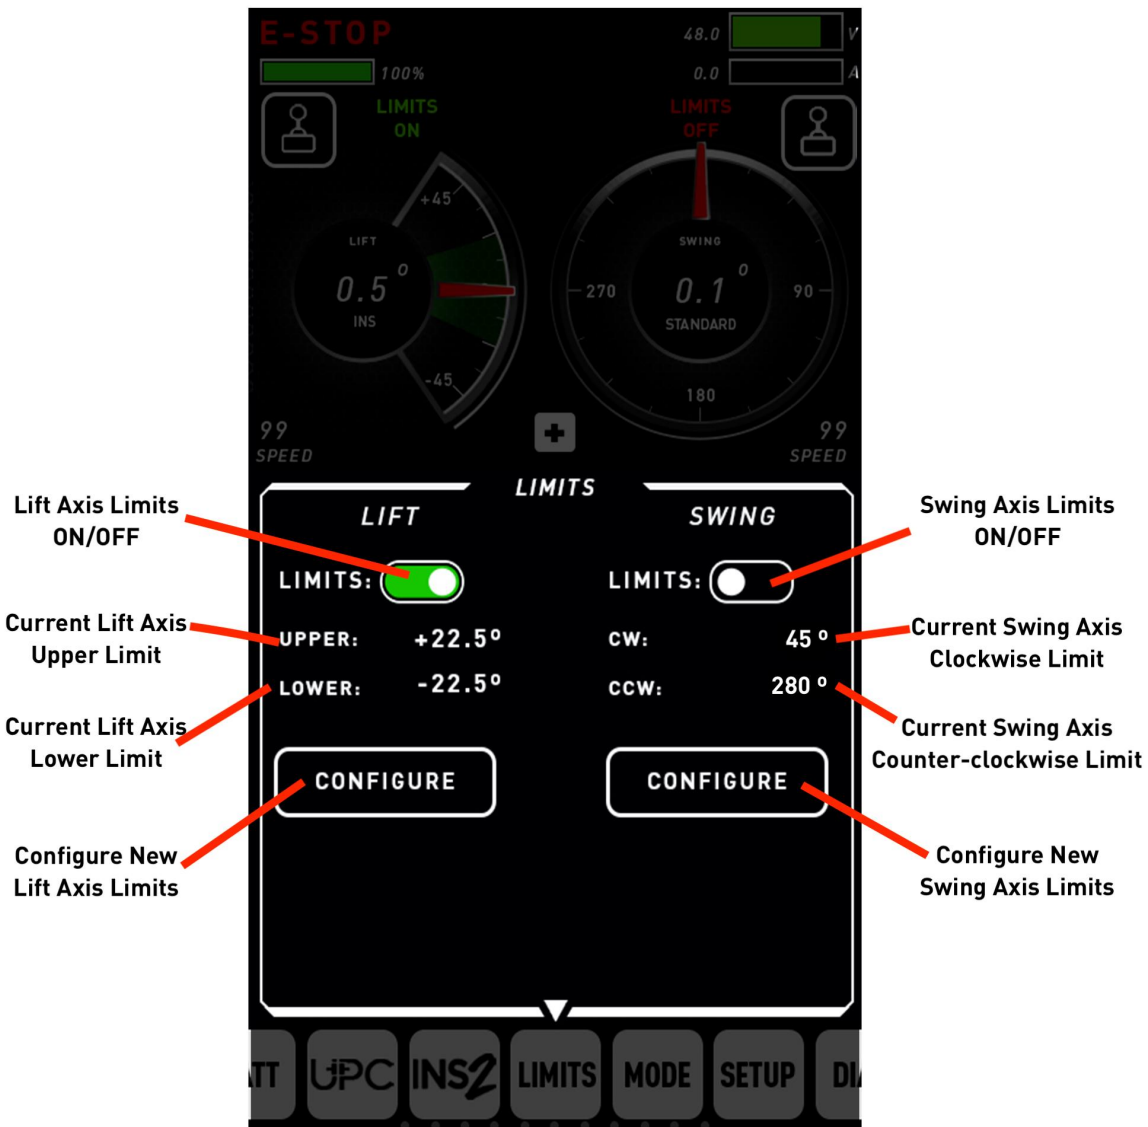 E-STOP
48.0 V
100%
0.0 A
LIMITS
ON
LIMITS
OFF
+45
LIFT
0.5 º
INS
-45
SWING
0.1 º
STANDARD
270
90
180
99
SPEED
99
SPEED
LIMITS
LIFT
SWING
LIMITS:
LIMITS:
UPPER: +22.5º
LOWER: -22.5º
CW: 45 º
CCW: 280 º
CONFIGURE
CONFIGURE
Lift Axis Limits
ON/OFF
Current Lift Axis
Upper Limit
Current Lift Axis
Lower Limit
Configure New
Lift Axis Limits
Swing Axis Limits
ON/OFF
Current Swing Axis
Clockwise Limit
Current Swing Axis
Counter-clockwise Limit
Configure New
Swing Axis Limits
UPC
INS2
LIMITS
MODE
SETUP